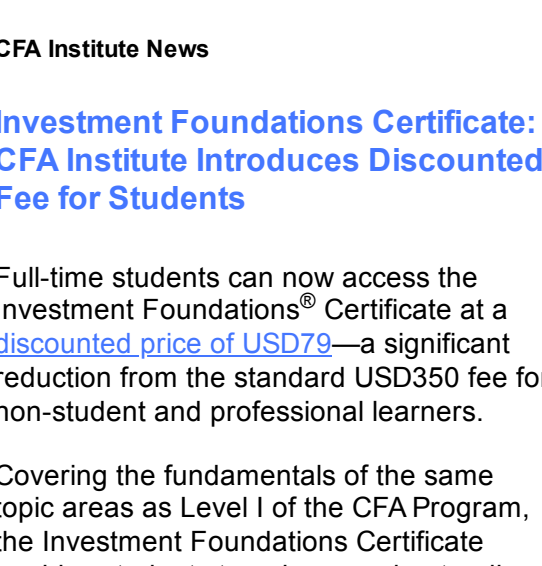 CFA Institute News
Investment Foundations Certificate:
CFA Institute Introduces Discounted
Fee for Students
Full-time students can now access the
Investment Foundations® Certificate at a
discounted price of USD79—a significant
reduction from the standard USD350 fee for
non-student and professional learners.
Covering the fundamentals of the same
topic areas as Level I of the CFA Program,
the Investment Foundations Certificate